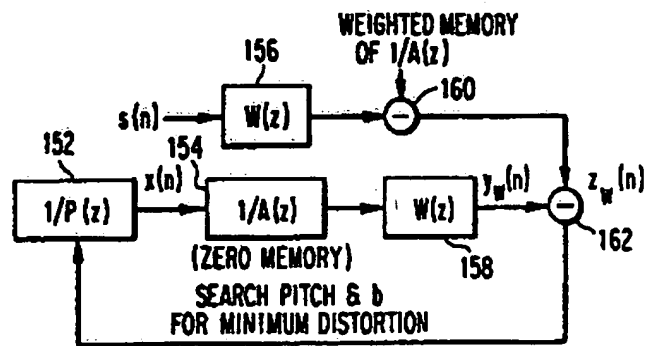 WEIGHTED MEMORY
OF 1/A(z)
156
160
s(n)
W(z)
−
152
154
x(n)
1/P(z)
1/A(z)
W(z)
y_w(n)
z_w(n)
−
162
(ZERO MEMORY)
158
SEARCH PITCH & b
FOR MINIMUM DISTORTION